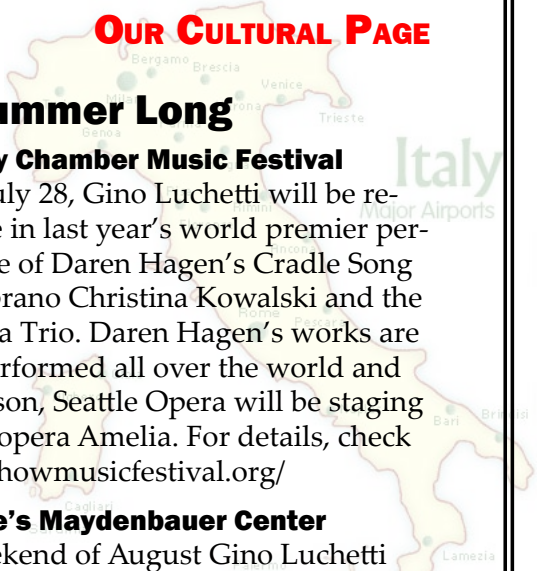 OUR CULTURAL PAGE
Bergamo
Brescia
Venice
Trieste
ummer Long
Genoa
y Chamber Music Festival
Italy
Major Airports
uly 28, Gino Luchetti will be re-
e in last year's world premier per-
Ancona
e of Daren Hagen's Cradle Song
prano Christina Kowalski and the
Rome
a Trio. Daren Hagen's works are
rformed all over the world and
son, Seattle Opera will be staging
Bari
opera Amelia. For details, check
howmusicfestival.org/
Cagliari
e's Maydenbauer Center
ekend of August Gino Luchetti
Lamezia